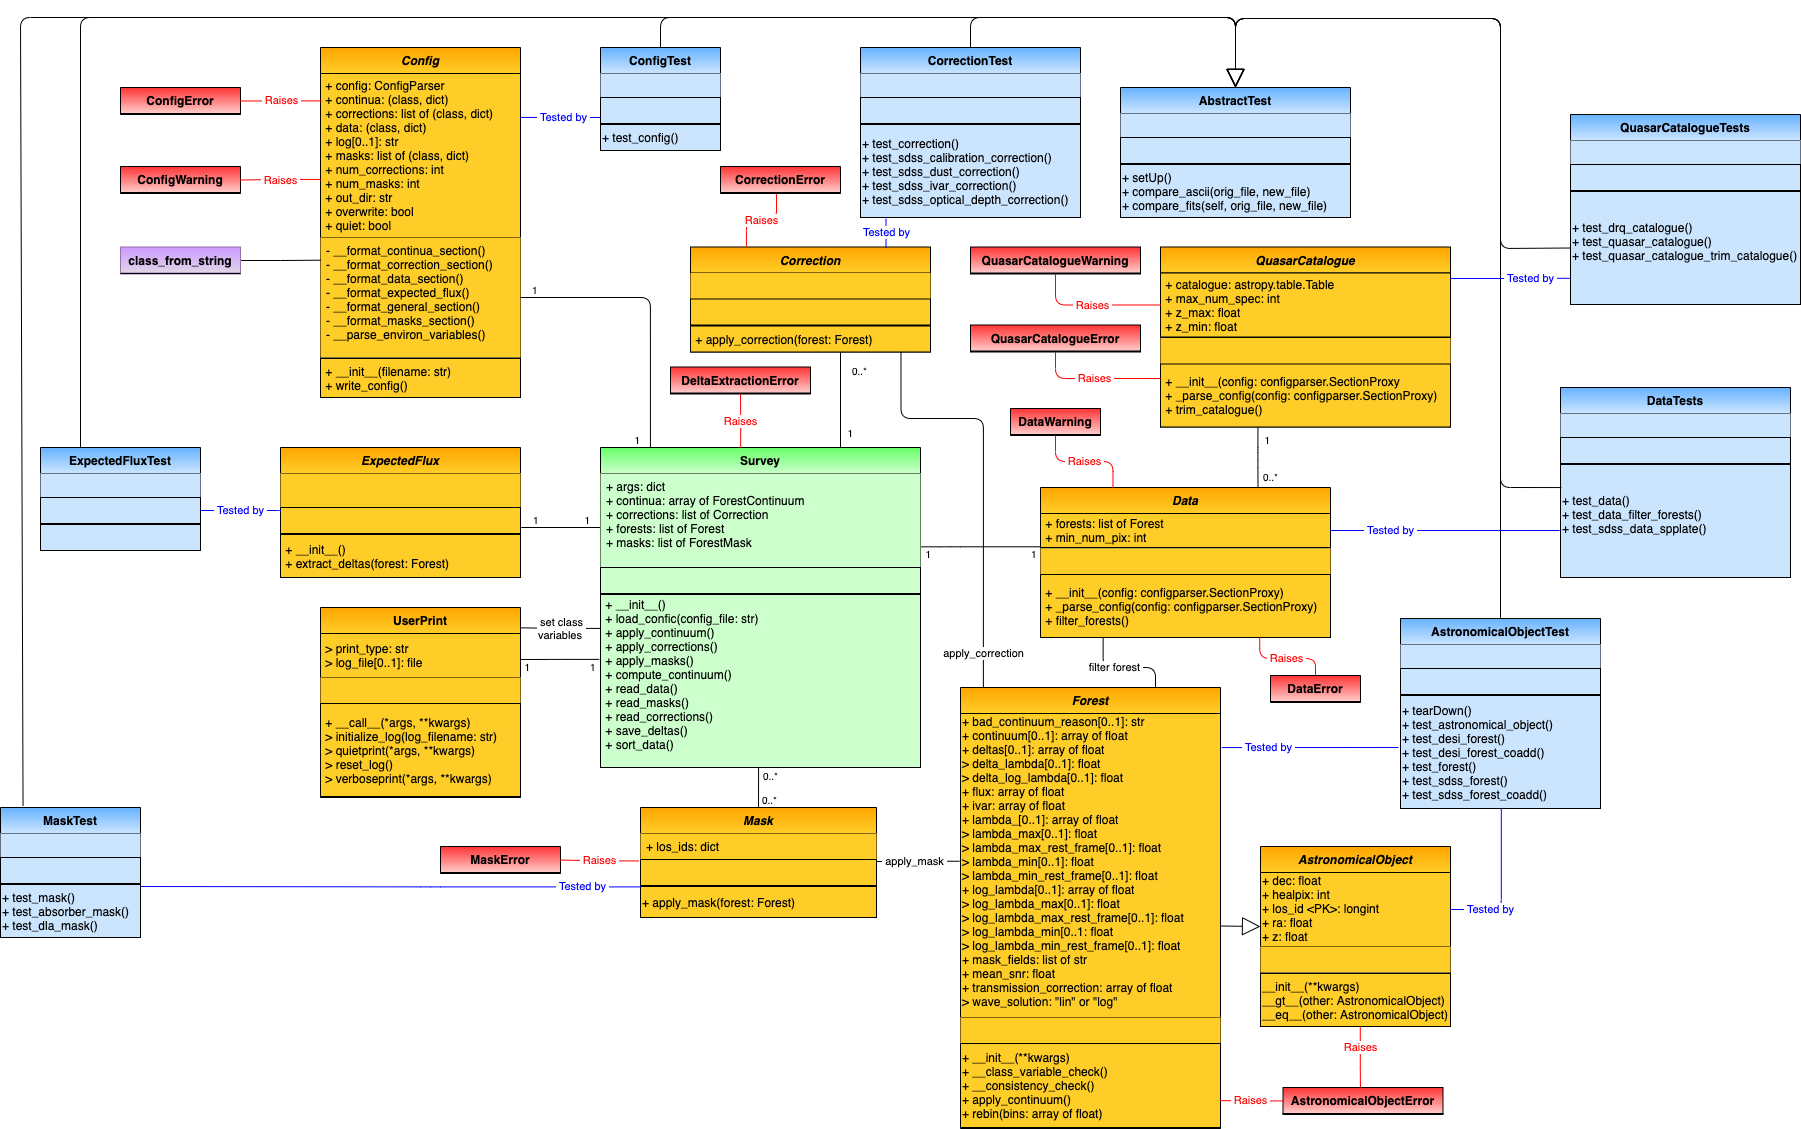 Config
+ config: ConfigParser
+ continua: (class, dict)
+ corrections: list of (class, dict)
+ data: (class, dict)
+ log[0..1]: str
+ masks: list of (class, dict)
+ num_corrections: int
+ num_masks: int
+ out_dir: str
+ overwrite: bool
+ quiet: bool
- __format_continua_section()
- __format_correction_section()
- __format_data_section()
- __format_expected_flux()
- __format_general_section()
- __format_masks_section()
- __parse_environ_variables()
+ __init__(filename: str)
+ write_config()
ConfigError
Raises
ConfigWarning
Raises
class_from_string
Tested by
ConfigTest
+ test_config()
CorrectionTest
+ test_correction()
+ test_sdss_calibration_correction()
+ test_sdss_dust_correction()
+ test_sdss_ivar_correction()
+ test_sdss_optical_depth_correction()
AbstractTest
+ setUp()
+ compare_ascii(orig_file, new_file)
+ compare_fits(self, orig_file, new_file)
QuasarCatalogueTests
+ test_drq_catalogue()
+ test_quasar_catalogue()
+ test_quasar_catalogue_trim_catalogue()
CorrectionError
Raises
Tested by
Correction
+ apply_correction(forest: Forest)
QuasarCatalogueWarning
Raises
QuasarCatalogueError
Raises
QuasarCatalogue
+ catalogue: astropy.table.Table
+ max_num_spec: int
+ z_max: float
+ z_min: float
+ __init__(config: configparser.SectionProxy
+ _parse_config(config: configparser.SectionProxy)
+ trim_catalogue()
Tested by
1
1
0..*
1
DeltaExtractionError
Raises
DataWarning
Raises
1
0..*
DataTests
+ test_data()
+ test_data_filter_forests()
+ test_sdss_data_spplate()
ExpectedFluxTest
Tested by
ExpectedFlux
+ __init__()
+ extract_deltas(forest: Forest)
1
1
Survey
+ args: dict
+ continua: array of ForestContinuum
+ corrections: list of Correction
+ forests: list of Forest
+ masks: list of ForestMask
+ __init__()
+ load_confic(config_file: str)
+ apply_continuum()
+ apply_corrections()
+ apply_masks()
+ compute_continuum()
+ read_data()
+ read_masks()
+ read_corrections()
+ save_deltas()
+ sort_data()
1
1
Data
+ forests: list of Forest
+ min_num_pix: int
+ __init__(config: configparser.SectionProxy)
+ _parse_config(config: configparser.SectionProxy)
+ filter_forests()
Tested by
UserPrint
> print_type: str
> log_file[0..1]: file
+ __call__(*args, **kwargs)
> initialize_log(log_filename: str)
> quietprint(*args, **kwargs)
> reset_log()
> verboseprint(*args, **kwargs)
set class
variables
1
1
apply_correction
filter forest
Raises
DataError
AstronomicalObjectTest
+ tearDown()
+ test_astronomical_object()
+ test_desi_forest()
+ test_desi_forest_coadd()
+ test_forest()
+ test_sdss_forest()
+ test_sdss_forest_coadd()
Forest
+ bad_continuum_reason[0..1]: str
+ continuum[0..1]: array of float
+ deltas[0..1]: array of float
> delta_lambda[0..1]: float
> delta_log_lambda[0..1]: float
+ flux: array of float
+ ivar: array of float
+ lambda_[0..1]: array of float
> lambda_max[0..1]: float
> lambda_max_rest_frame[0..1]: float
> lambda_min[0..1]: float
> lambda_min_rest_frame[0..1]: float
+ log_lambda[0..1]: array of float
> log_lambda_max[0..1]: float
> log_lambda_max_rest_frame[0..1]: float
> log_lambda_min[0..1: float
> log_lambda_min_rest_frame[0..1]: float
+ mask_fields: list of str
+ mean_snr: float
+ transmission_correction: array of float
> wave_solution: "lin" or "log"
+ __init__(**kwargs)
+ __class_variable_check()
+ __consistency_check()
+ apply_continuum()
+ rebin(bins: array of float)
Tested by
0..*
0..*
MaskTest
+ test_mask()
+ test_absorber_mask()
+ test_dla_mask()
MaskError
Raises
Tested by
Mask
+ los_ids: dict
+ apply_mask(forest: Forest)
apply_mask
AstronomicalObject
+ dec: float
+ healpix: int
+ los_id <PK>: longint
+ ra: float
+ z: float
__init__(**kwargs)
__gt__(other: AstronomicalObject)
__eq__(other: AstronomicalObject)
Tested by
Raises
Raises
AstronomicalObjectError